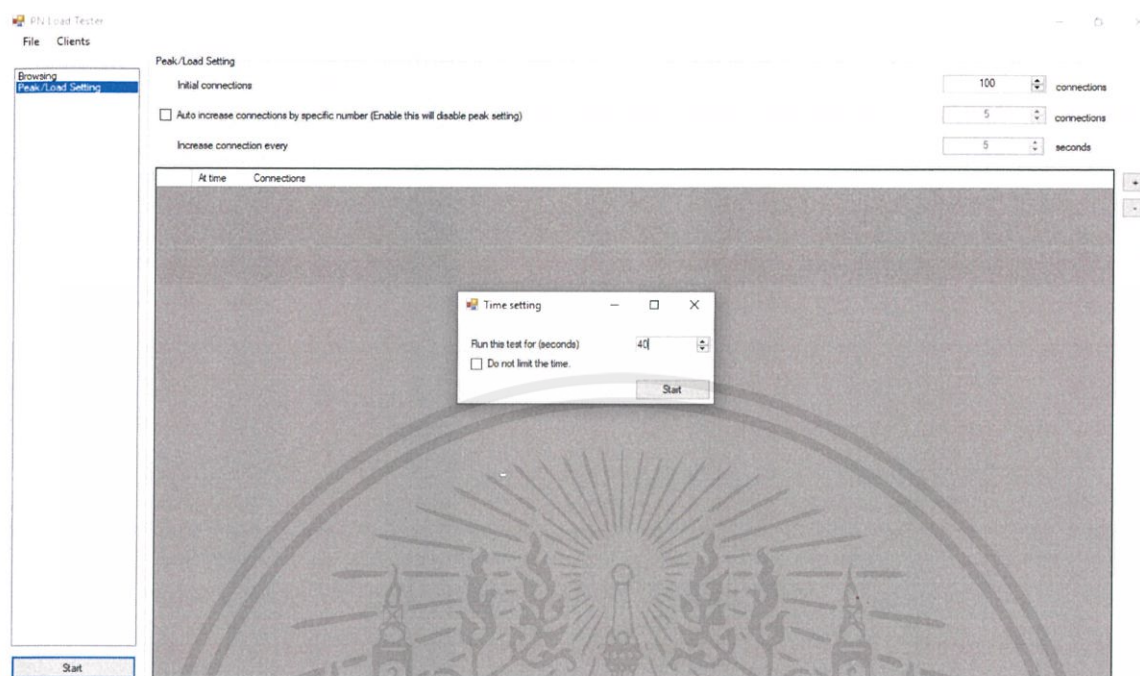 PN Load Tester
File Clients
Browsing
Peak/Load Setting
Peak/Load Setting
Initial connections 100 connections
Auto increase connections by specific number (Enable this will disable peak setting) 5 connections
Increase connection every 5 seconds
At time Connections
+
-
Time setting
Run this test for (seconds) 40
Do not limit the time.
Start
Start